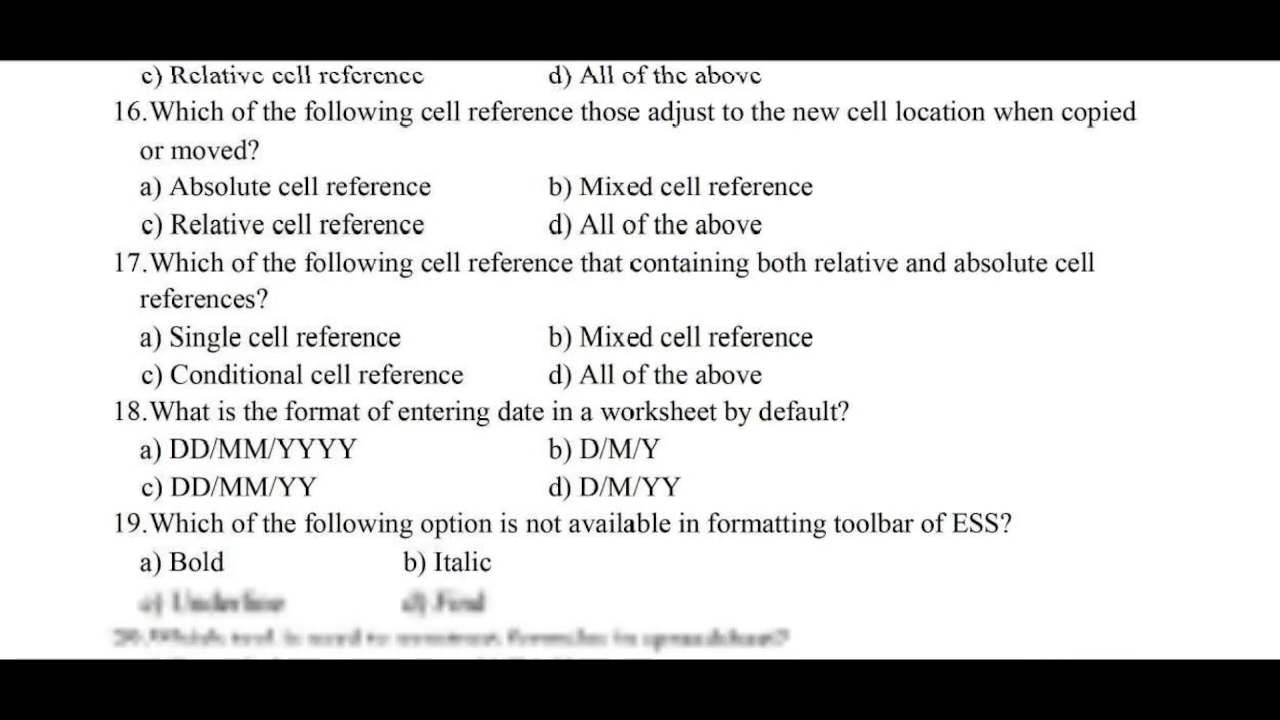 c) Relative cell reference d) All of the above
16.Which of the following cell reference those adjust to the new cell location when copied
or moved?
a) Absolute cell reference b) Mixed cell reference
c) Relative cell reference d) All of the above
17.Which of the following cell reference that containing both relative and absolute cell
references?
a) Single cell reference b) Mixed cell reference
c) Conditional cell reference d) All of the above
18.What is the format of entering date in a worksheet by default?
a) DD/MM/YYYY b) D/M/Y
c) DD/MM/YY d) D/M/YY
19.Which of the following option is not available in formatting toolbar of ESS?
a) Bold b) Italic
c) Underline d) Find